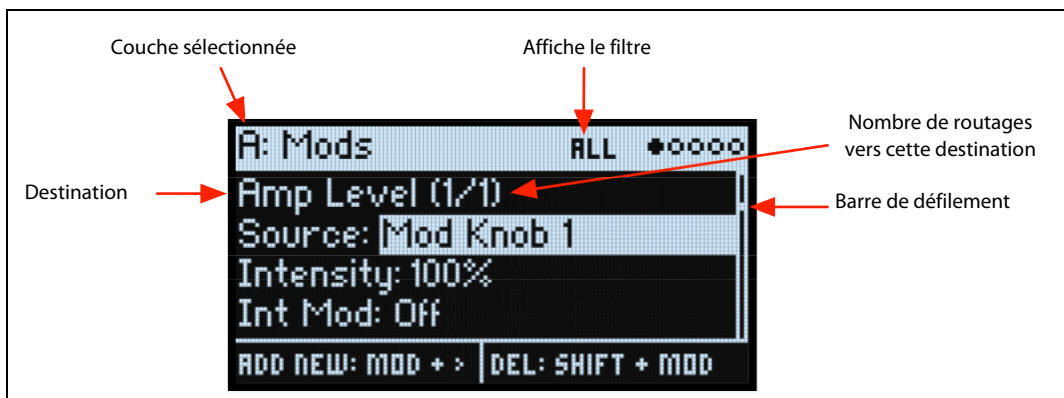 Couche sélectionnée
Affiche le filtre
Nombre de routages
vers cette destination
Destination
Barre de défilement
A: Mods ALL
Amp Level (1/1)
Source: Mod Knob 1
Intensity: 100%
Int Mod: Off
ADD NEW: MOD + > DEL: SHIFT + MOD